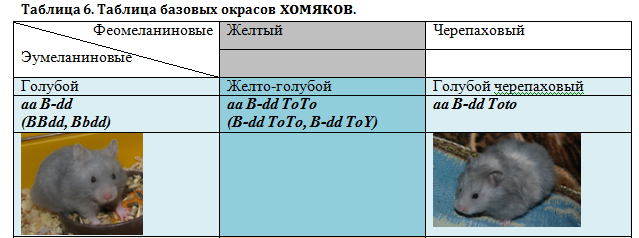 Таблица 6. Таблица базовых окрасов ХОМЯКОВ.
Феомеланиновые
Эумеланиновые
Желтый
Черепаховый
Голубой
Желто-голубой
Голубой черепаховый
aa B-dd
(BBdd, Bbdd)
aa B-dd ToTo
(B-dd ToTo, B-dd ToY)
aa B-dd Toto